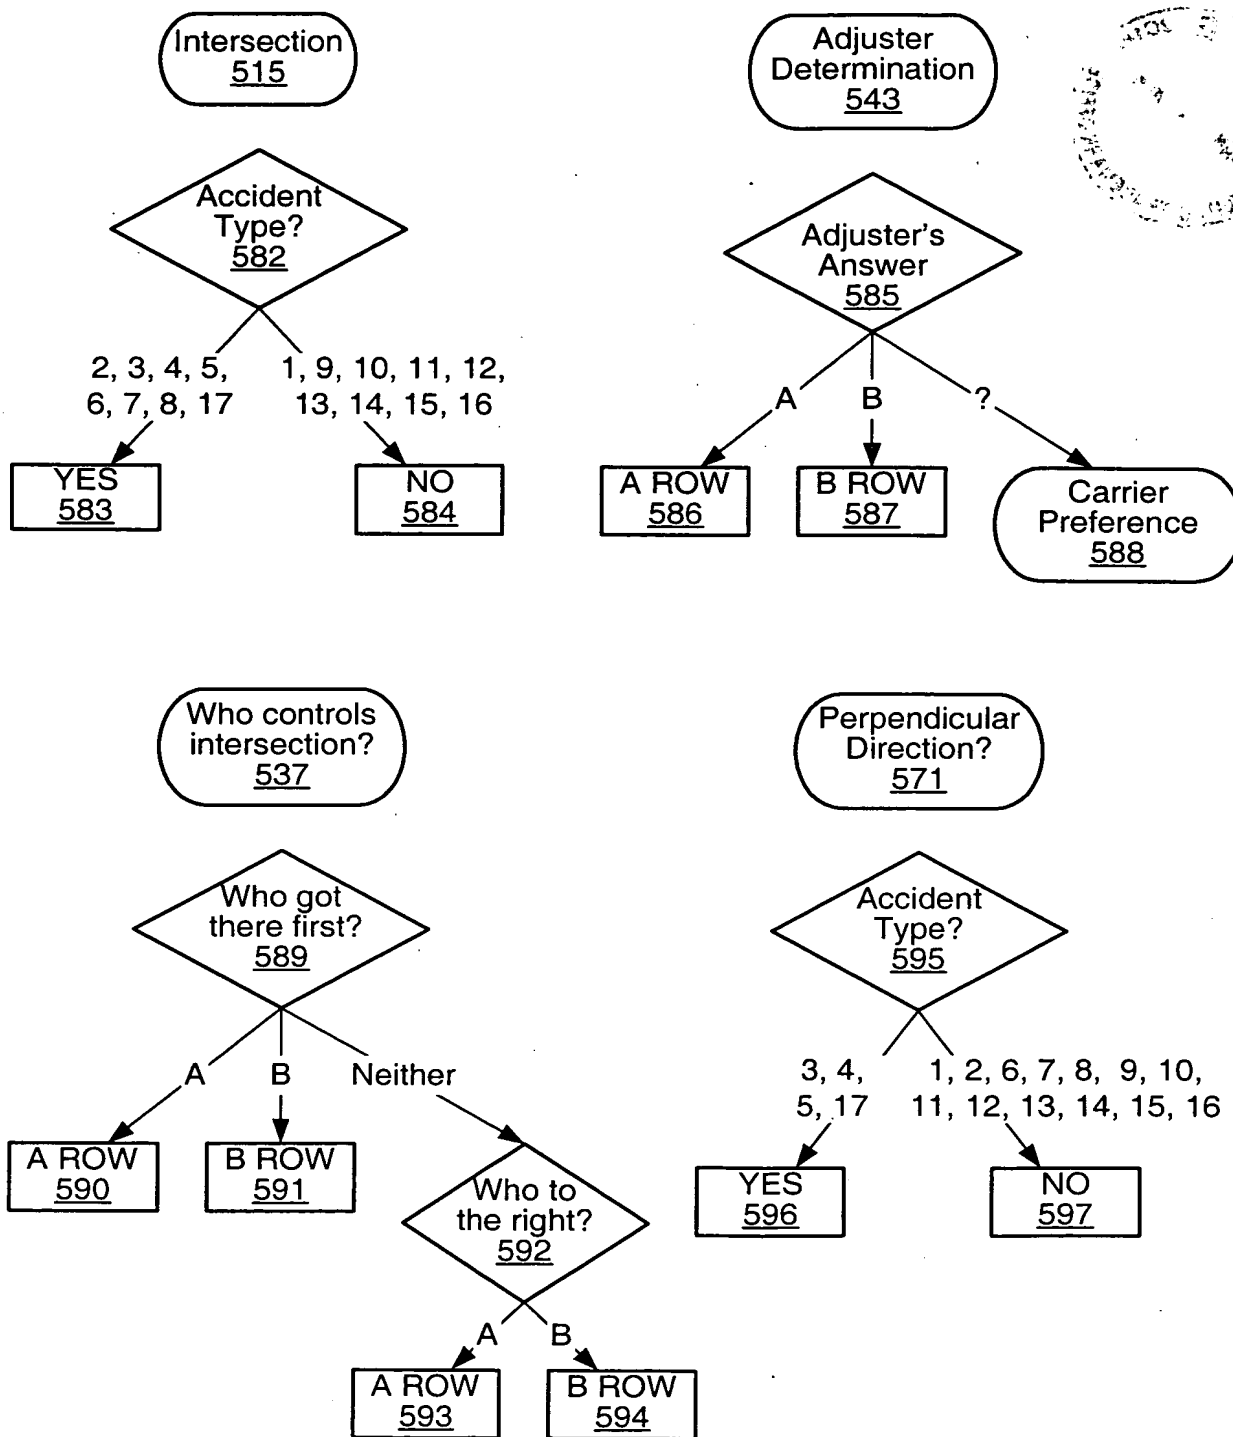 Intersection
515
Accident
Type?
582
2, 3, 4, 5,
6, 7, 8, 17
1, 9, 10, 11, 12,
13, 14, 15, 16
YES
583
NO
584
Adjuster
Determination
543
Adjuster's
Answer
585
A
B
?
A ROW
586
B ROW
587
Carrier
Preference
588
Who controls
intersection?
537
Who got
there first?
589
A
B
Neither
A ROW
590
B ROW
591
Who to
the right?
592
A
B
A ROW
593
B ROW
594
Perpendicular
Direction?
571
Accident
Type?
595
3, 4,
5, 17
1, 2, 6, 7, 8, 9, 10,
11, 12, 13, 14, 15, 16
YES
596
NO
597